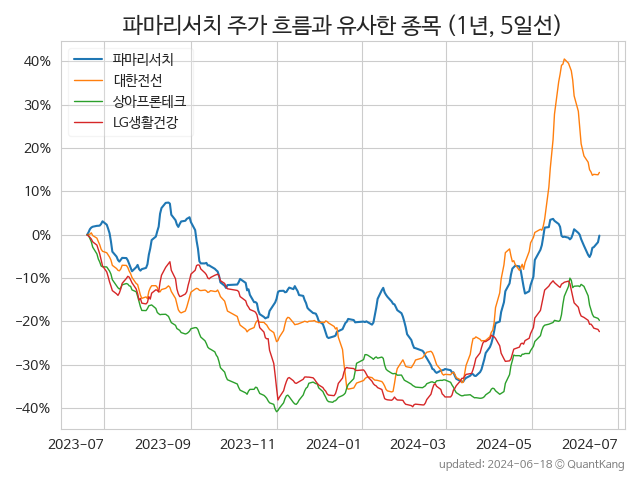 파마리서치 주가 흐름과 유사한 종목 (1년, 5일선)
파마리서치
대한전선
상아프론테크
LG생활건강
40%
30%
20%
10%
0%
−10%
−20%
−30%
−40%
2023-07
2023-09
2023-11
2024-01
2024-03
2024-05
2024-07
updated: 2024-06-18 ⓒ QuantKang